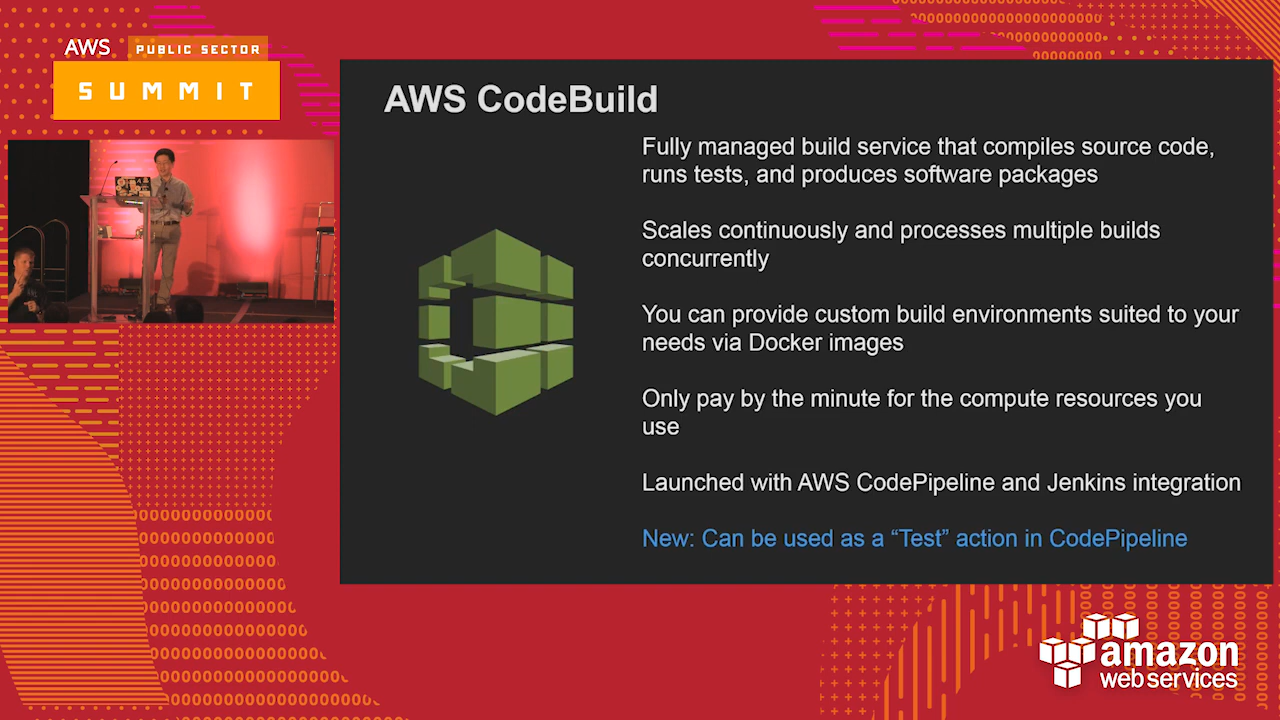 AWS PUBLIC SECTOR
SUMMIT
AWS CodeBuild
Fully managed build service that compiles source code,
runs tests, and produces software packages
Scales continuously and processes multiple builds
concurrently
You can provide custom build environments suited to your
needs via Docker images
Only pay by the minute for the compute resources you
use
Launched with AWS CodePipeline and Jenkins integration
New: Can be used as a “Test” action in CodePipeline
amazon
web services